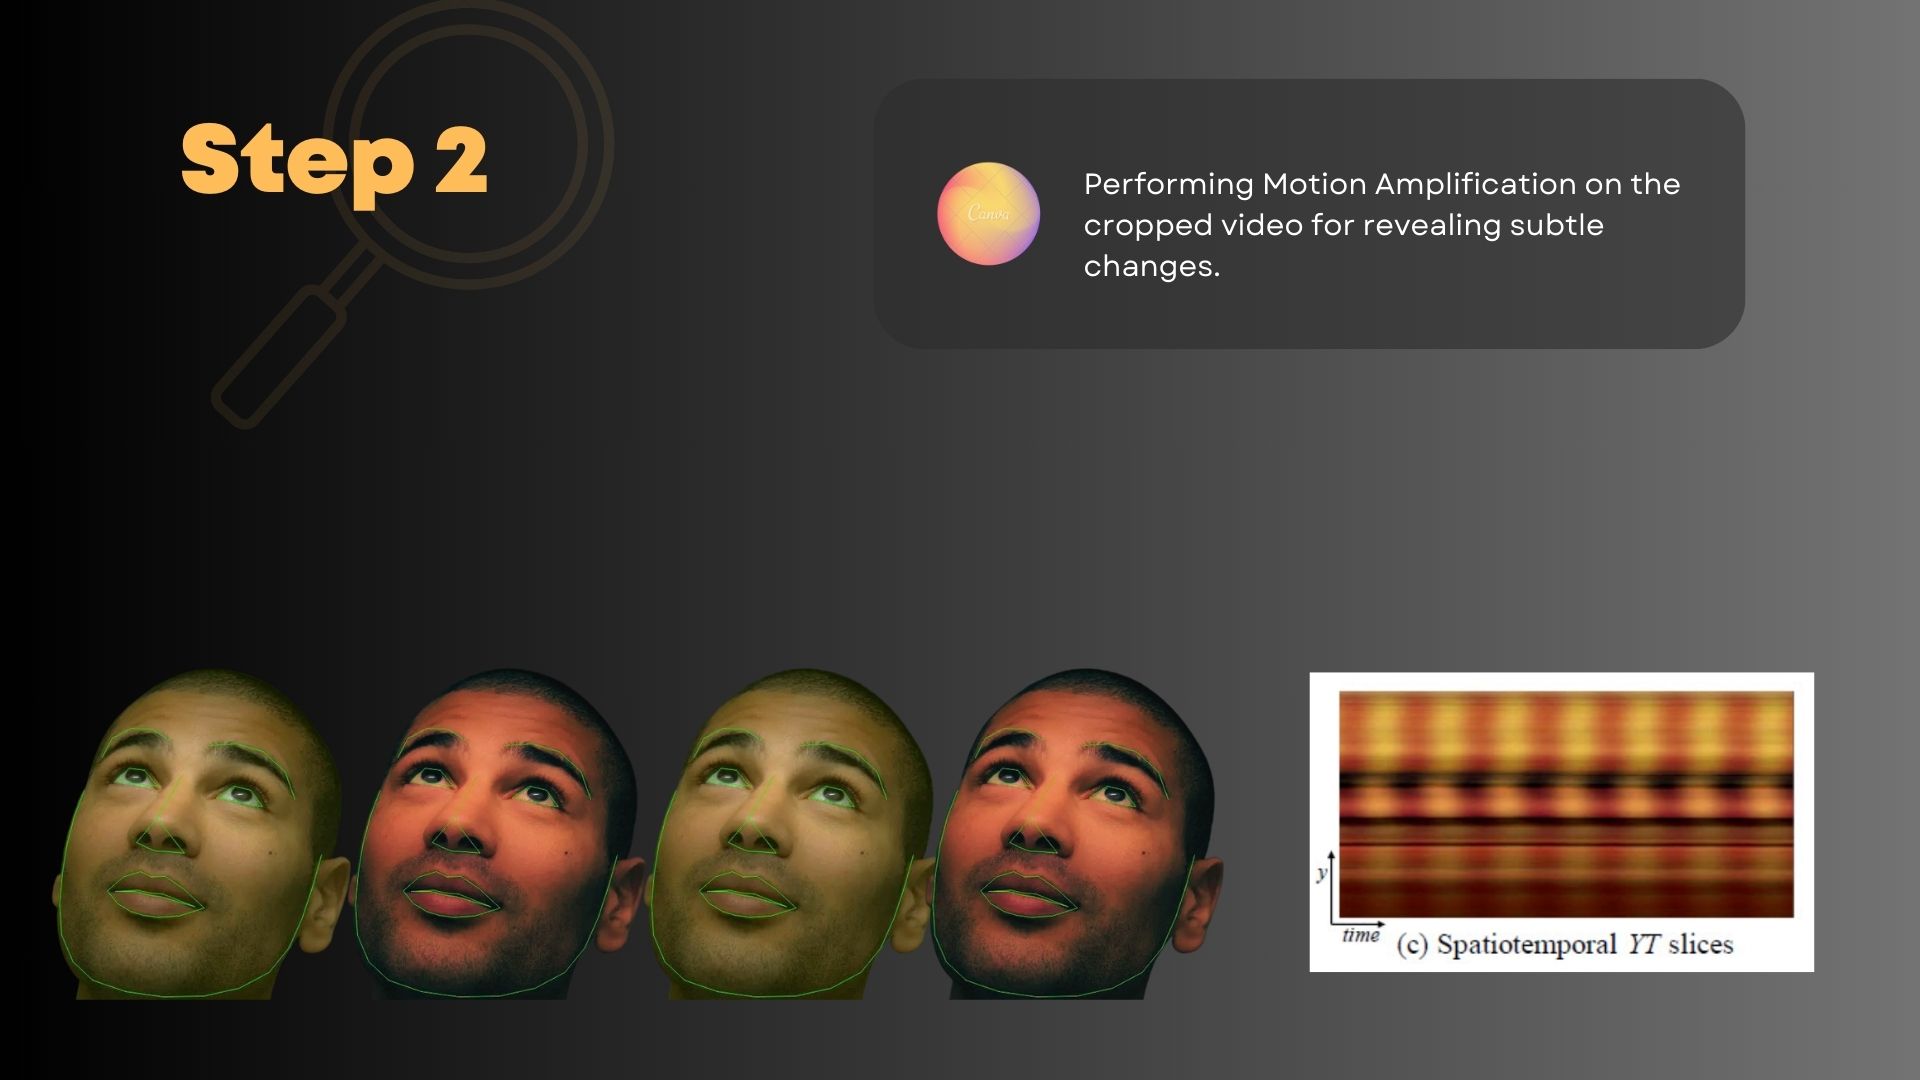 Step 2
Canva
Performing Motion Amplification on the
cropped video for revealing subtle
changes.
y
time
(c) Spatiotemporal YT slices